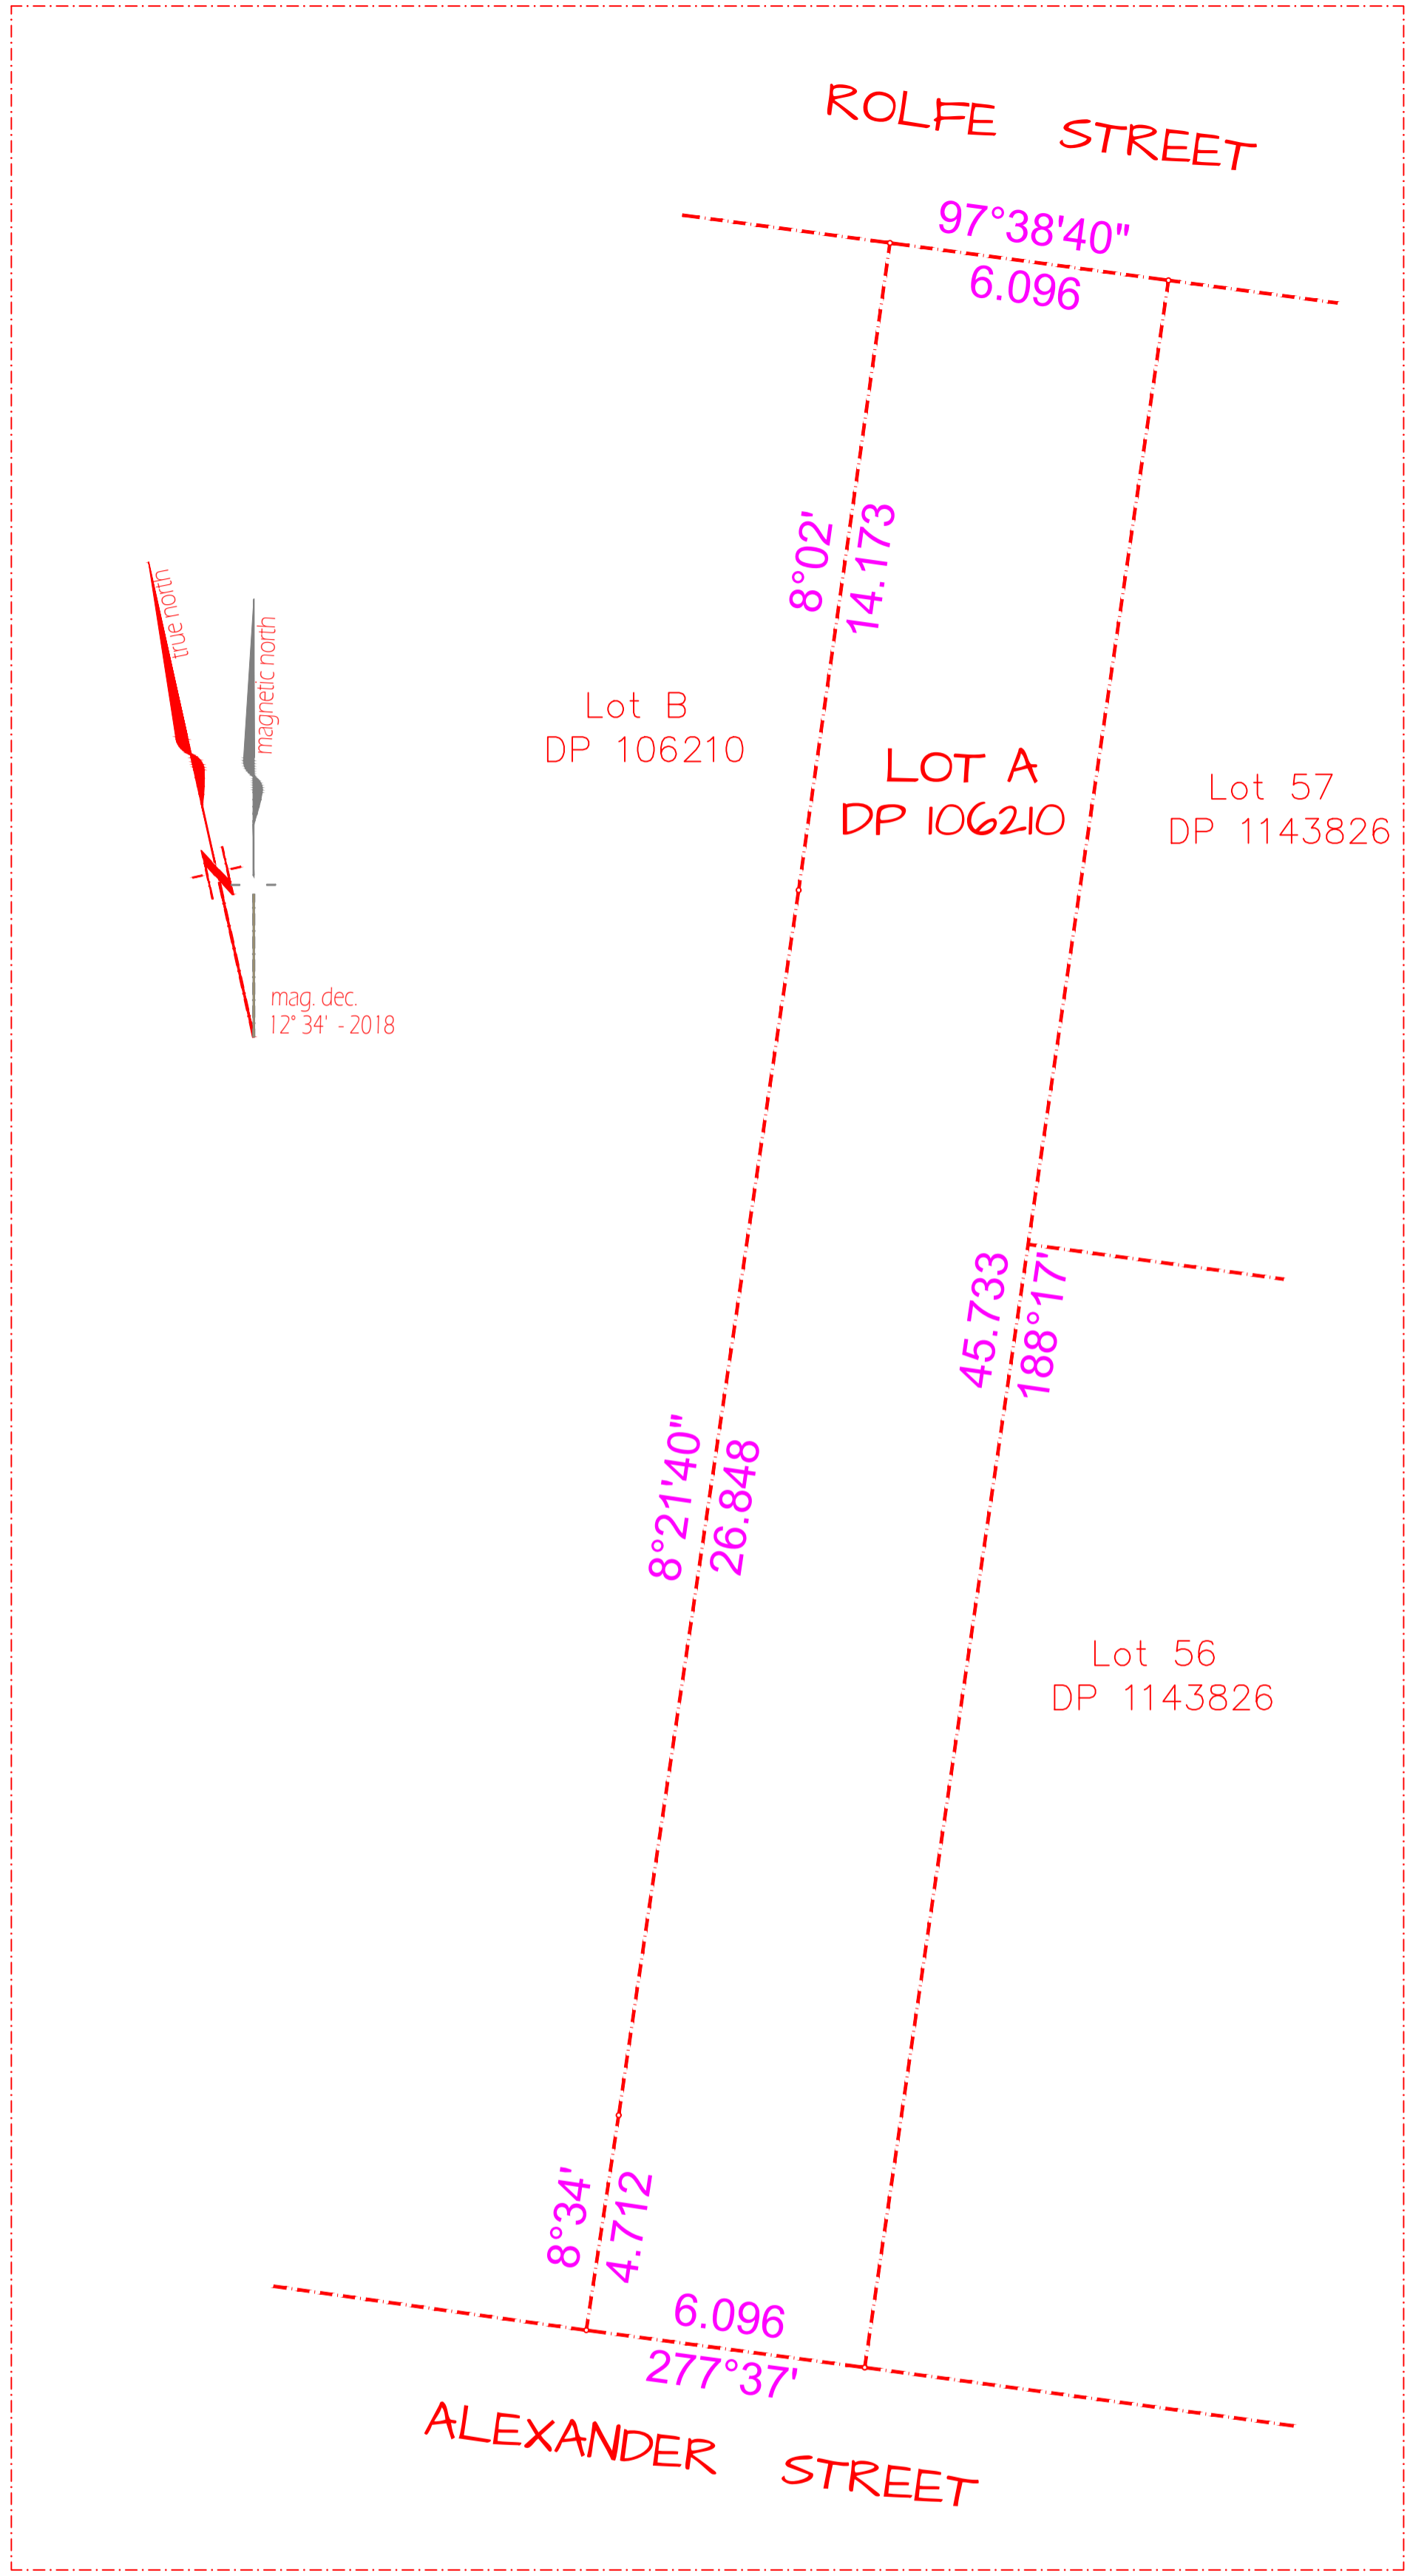 ROLFE STREET
97°38'40"
6.096
8°02'
14.173
true north
magnetic north
Lot B
DP 106210
LOT A
DP 106210
Lot 57
DP 1143826
mag. dec.
12° 34' - 2018
45.733
188°17'
8°21'40"
26.848
Lot 56
DP 1143826
8°34'
4.712
6.096
277°37'
ALEXANDER STREET